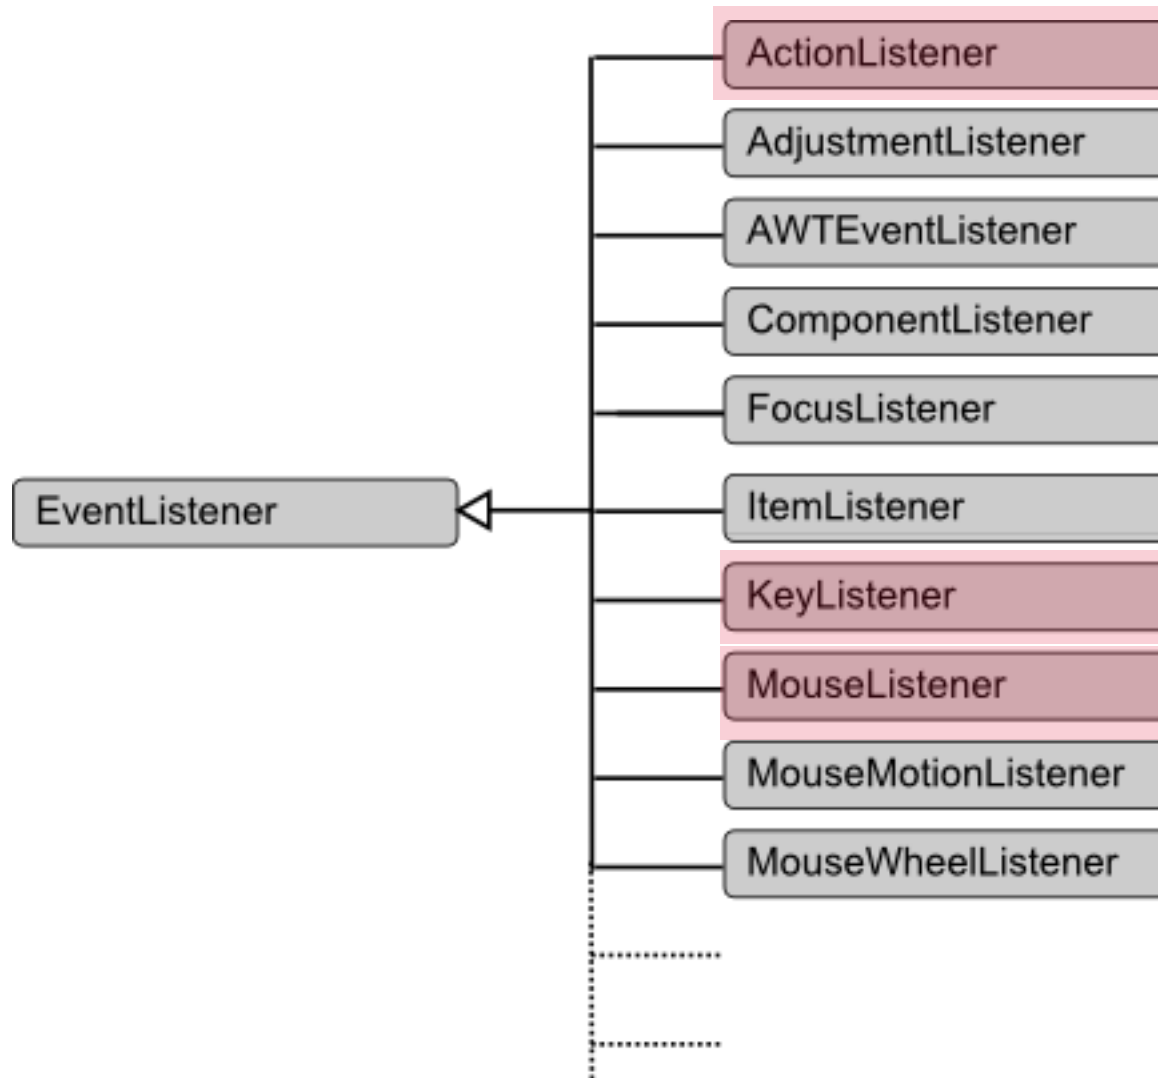 ActionListener
AdjustmentListener
AWTEventListener
ComponentListener
FocusListener
EventListener
ItemListener
KeyListener
MouseListener
MouseMotionListener
MouseWheelListener